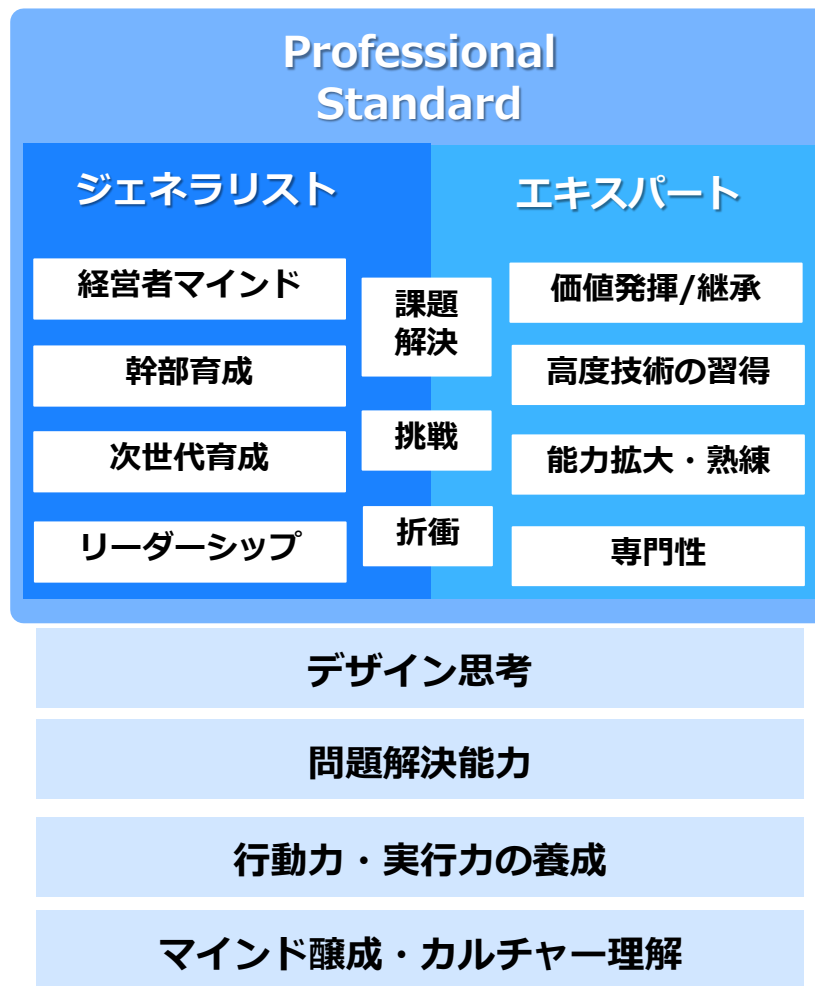 Professional
Standard
ジェネラリスト
エキスパート
経営者マインド
幹部育成
次世代育成
リーダーシップ
課題
解決
挑戦
折衝
価値発揮/継承
高度技術の習得
能力拡大・熟練
専門性
デザイン思考
問題解決能力
行動力・実行力の養成
マインド醸成・カルチャー理解